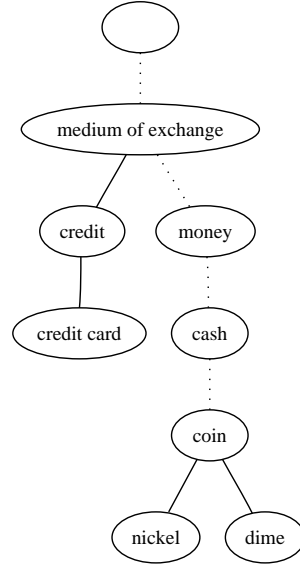 medium of exchange
credit
money
credit card
cash
coin
nickel
dime